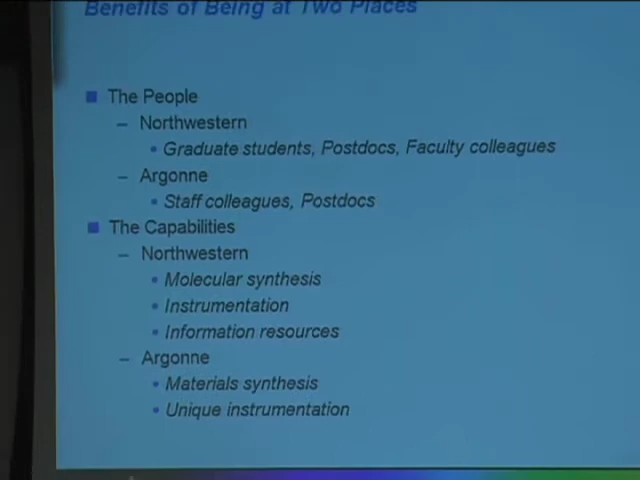 Benefits of Being at Two Places
The People
– Northwestern
• Graduate students, Postdocs, Faculty colleagues
– Argonne
• Staff colleagues, Postdocs
The Capabilities
– Northwestern
• Molecular synthesis
• Instrumentation
• Information resources
– Argonne
• Materials synthesis
• Unique instrumentation